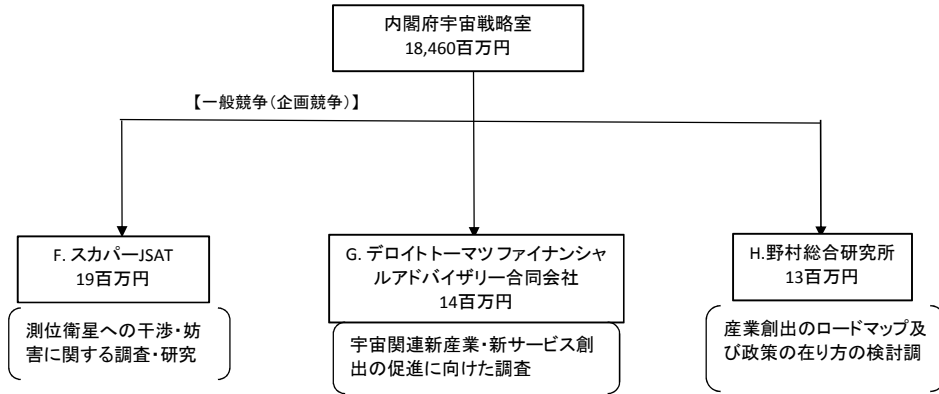 内閣府宇宙戦略室
18,460百万円
【一般競争(企画競争)】
F. スカパーJSAT
19百万円
測位衛星への干渉・妨
害に関する調査・研究
G. デロイトトーマツ ファイナンシャ
ルアドバイザリー合同会社
14百万円
宇宙関連新産業・新サービス創
出の促進に向けた調査
H.野村総合研究所
13百万円
産業創出のロードマップ及
び政策の在り方の検討調